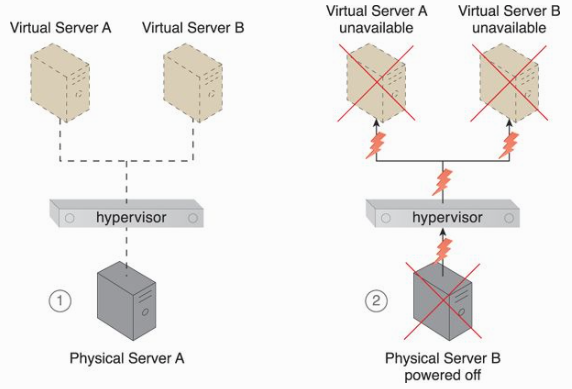 Virtual Server A
Virtual Server B
hypervisor
1
Physical Server A
Virtual Server A
unavailable
Virtual Server B
unavailable
hypervisor
2
Physical Server B
powered off